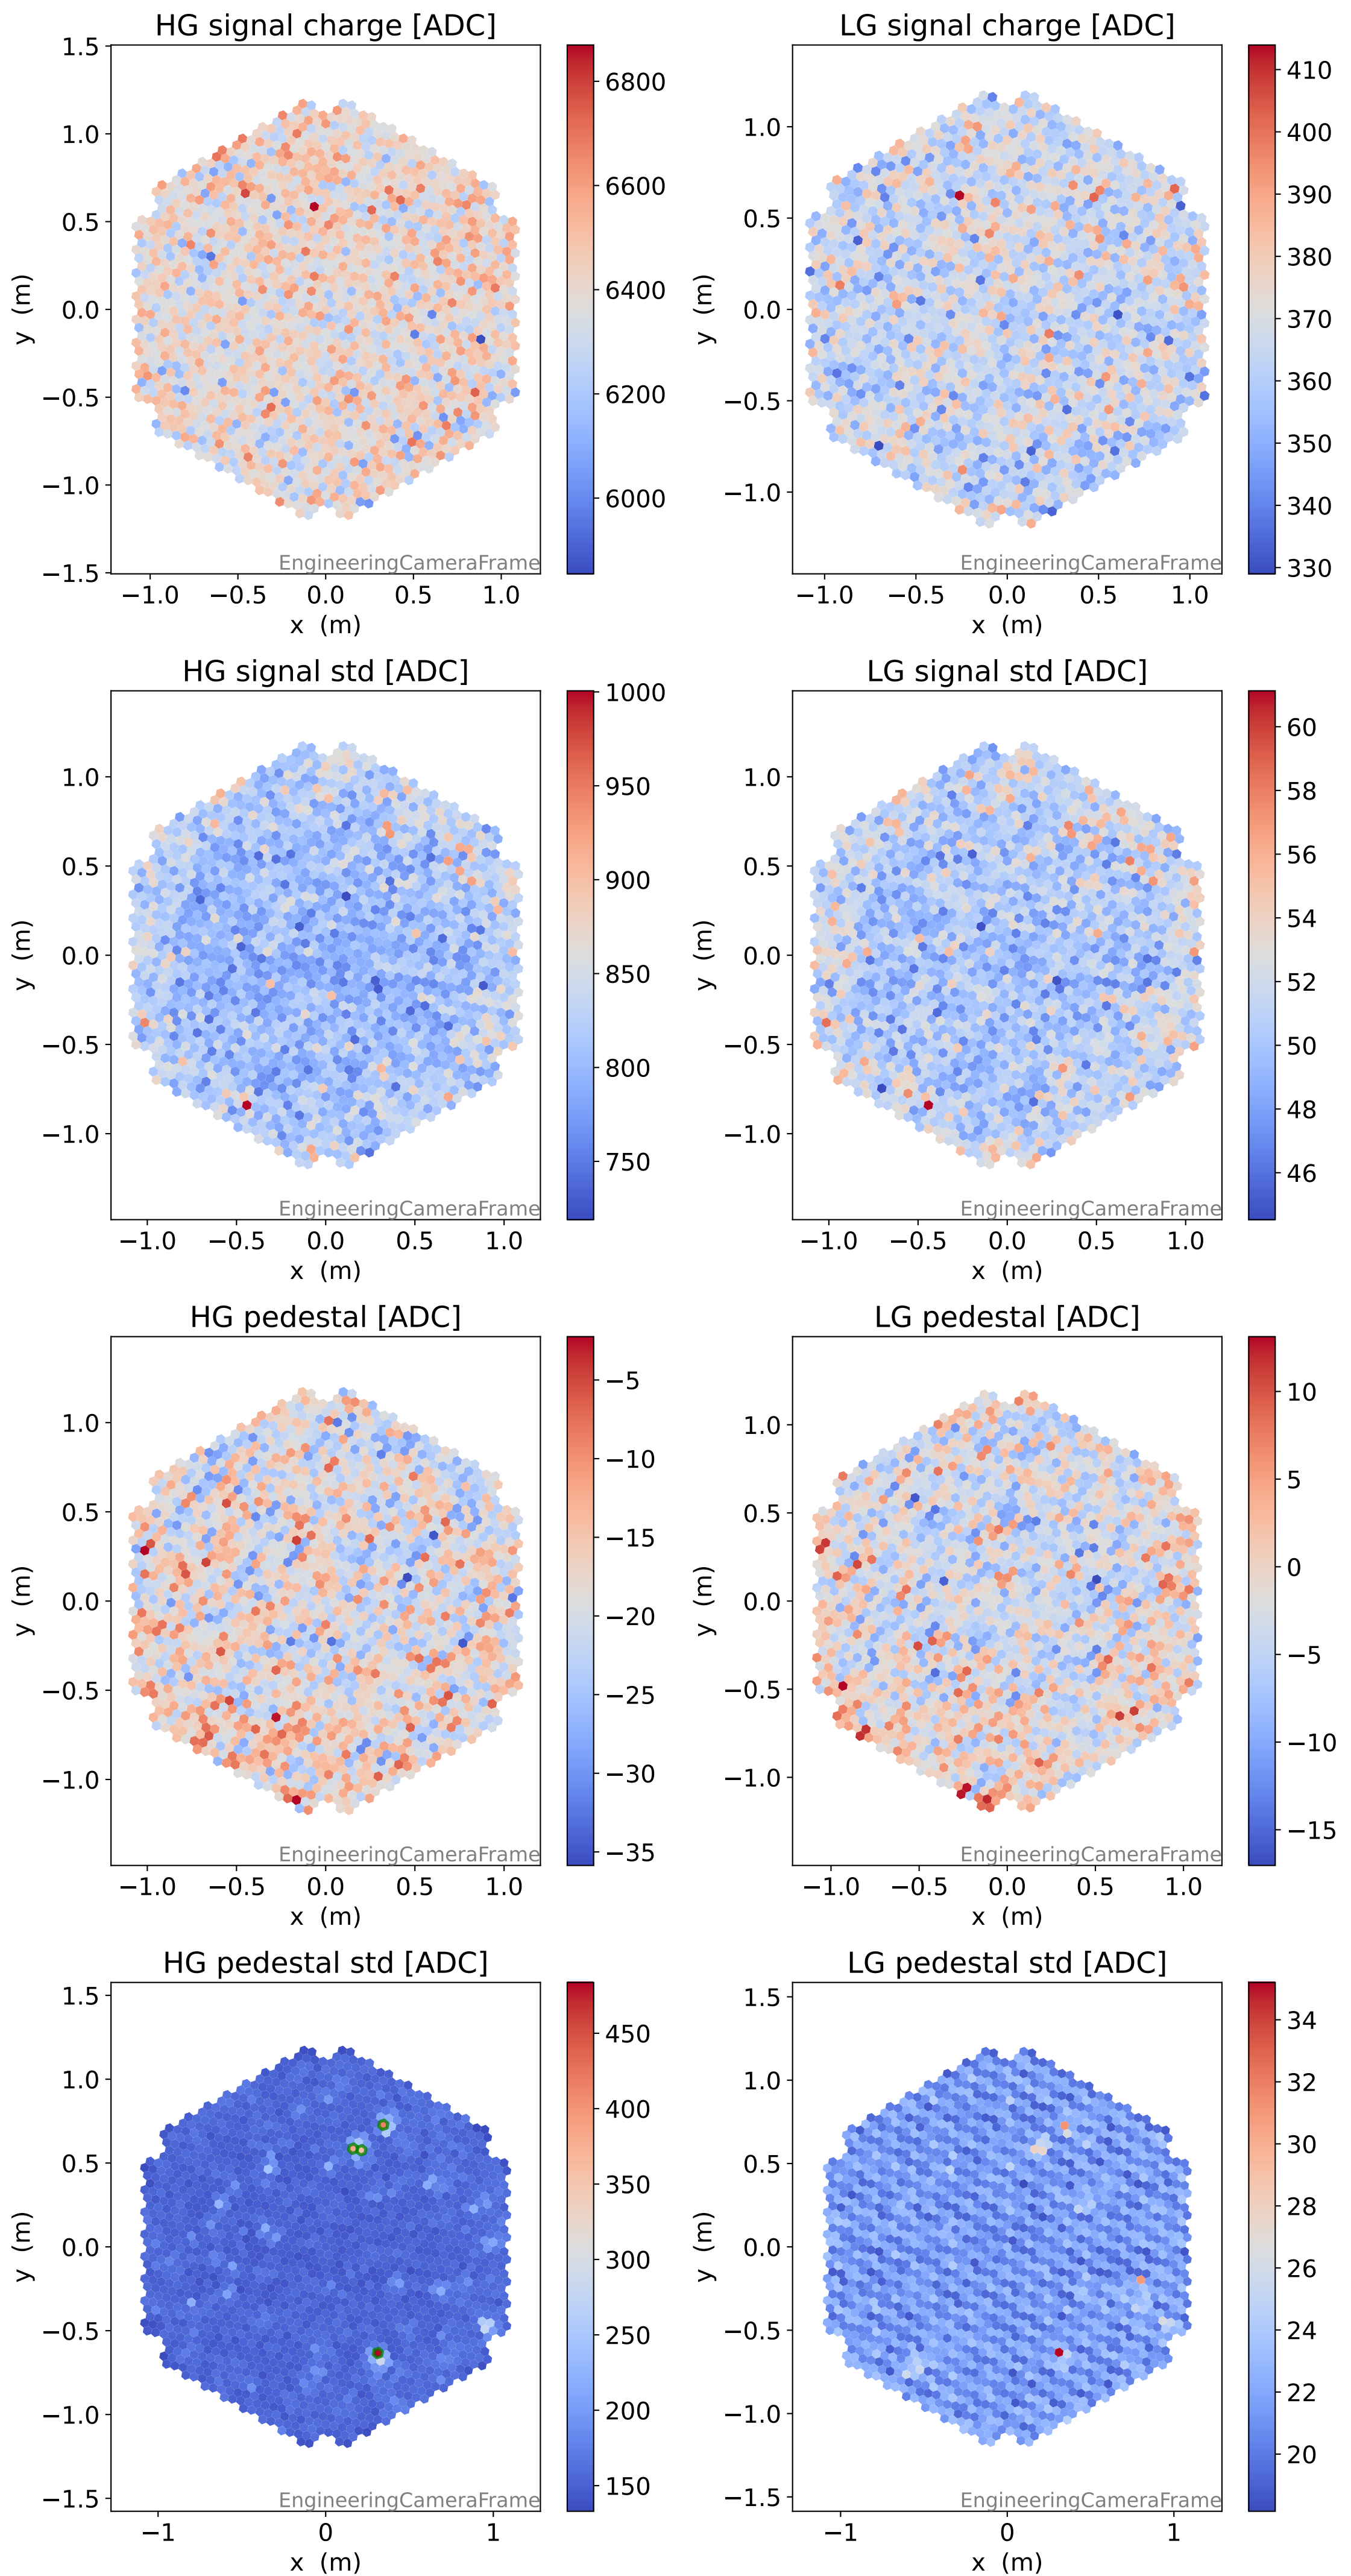 HG signal charge [ADC]
1.5
1.0
0.5
0.0
−0.5
−1.0
−1.5
y (m)
−1.0 −0.5 0.0 0.5 1.0
x (m)
EngineeringCameraFrame
6800
6600
6400
6200
6000
LG signal charge [ADC]
1.0
0.5
0.0
−0.5
−1.0
y (m)
−1.0 −0.5 0.0 0.5 1.0
x (m)
EngineeringCameraFrame
410
400
390
380
370
360
350
340
330
HG signal std [ADC]
1.0
0.5
0.0
−0.5
−1.0
y (m)
−1.0 −0.5 0.0 0.5 1.0
x (m)
EngineeringCameraFrame
1000
950
900
850
800
750
LG signal std [ADC]
1.0
0.5
0.0
−0.5
−1.0
y (m)
−1.0 −0.5 0.0 0.5 1.0
x (m)
EngineeringCameraFrame
60
58
56
54
52
50
48
46
HG pedestal [ADC]
1.0
0.5
0.0
−0.5
−1.0
y (m)
−1.0 −0.5 0.0 0.5 1.0
x (m)
EngineeringCameraFrame
−5
−10
−15
−20
−25
−30
−35
LG pedestal [ADC]
1.0
0.5
0.0
−0.5
−1.0
y (m)
−1.0 −0.5 0.0 0.5 1.0
x (m)
EngineeringCameraFrame
10
5
0
−5
−10
−15
HG pedestal std [ADC]
1.5
1.0
0.5
0.0
−0.5
−1.0
−1.5
y (m)
−1 0 1
x (m)
EngineeringCameraFrame
450
400
350
300
250
200
150
LG pedestal std [ADC]
1.5
1.0
0.5
0.0
−0.5
−1.0
−1.5
y (m)
−1 0 1
x (m)
EngineeringCameraFrame
34
32
30
28
26
24
22
20